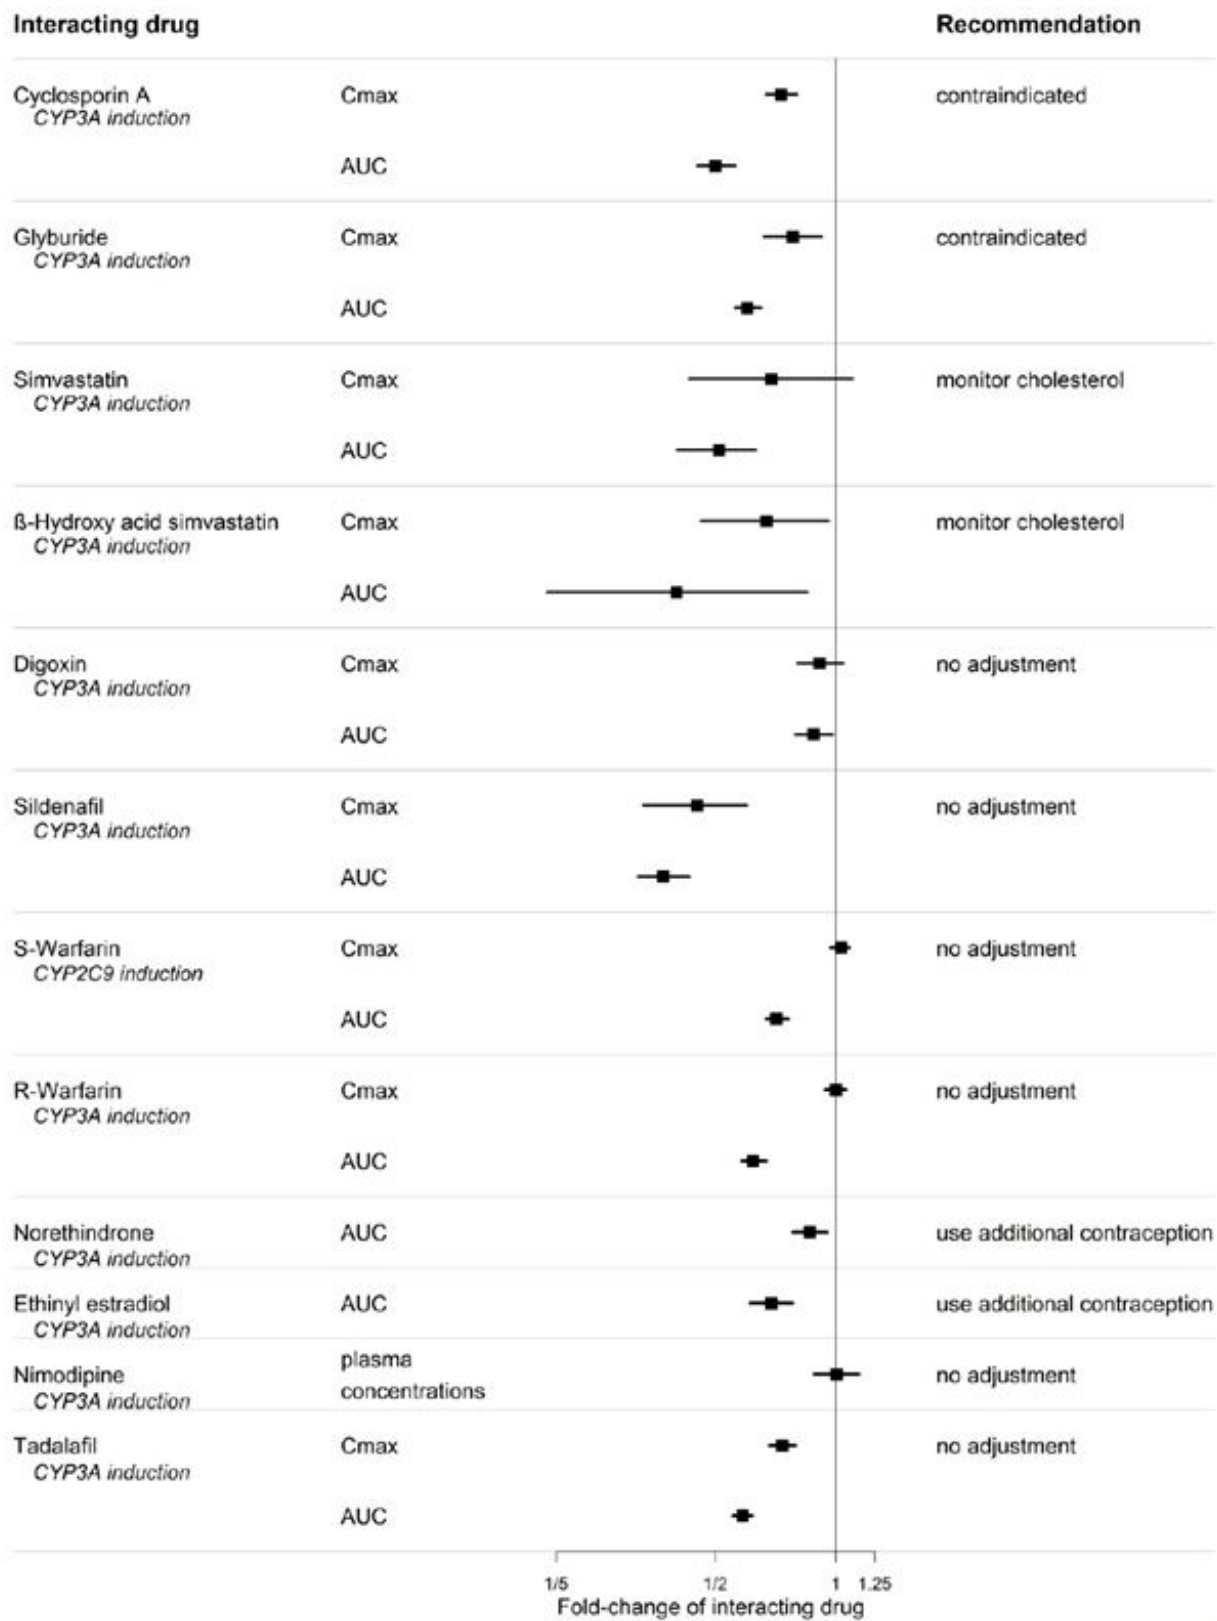 Interacting drug Recommendation
Cyclosporin A Cmax contraindicated
CYP3A induction
AUC
Glyburide Cmax contraindicated
CYP3A induction
AUC
Simvastatin Cmax monitor cholesterol
CYP3A induction
AUC
ß-Hydroxy acid simvastatin Cmax monitor cholesterol
CYP3A induction
AUC
Digoxin Cmax no adjustment
CYP3A induction
AUC
Sildenafil Cmax no adjustment
CYP3A induction
AUC
S-Warfarin Cmax no adjustment
CYP2C9 induction
AUC
R-Warfarin Cmax no adjustment
CYP3A induction
AUC
Norethindrone AUC use additional contraception
CYP3A induction
Ethinyl estradiol AUC use additional contraception
CYP3A induction
Nimodipine plasma concentrations no adjustment
CYP3A induction
Tadalafil Cmax no adjustment
CYP3A induction
AUC
1/5 1/2 1 1.25
Fold-change of interacting drug